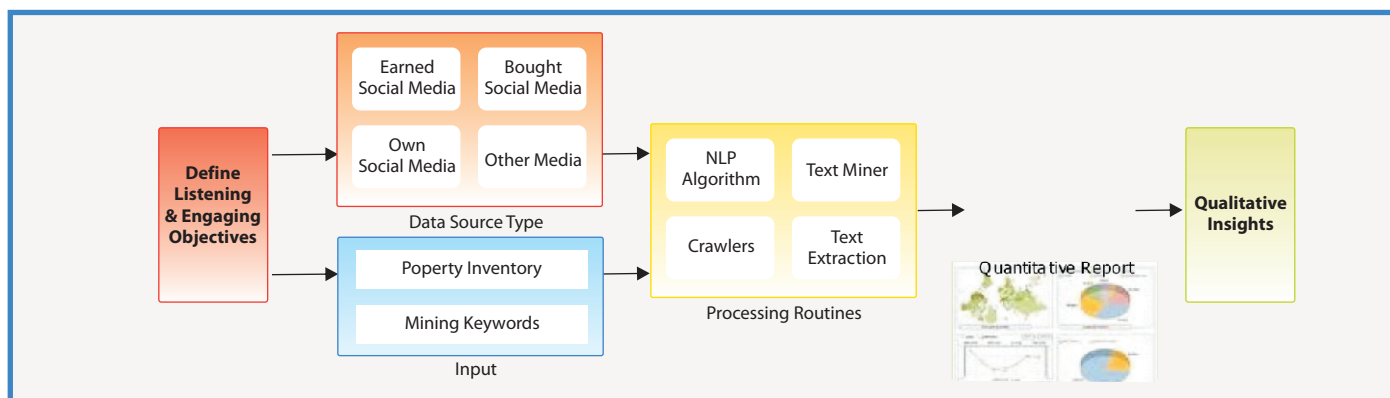 Define
Listening
& Engaging
Objectives
Earned
Social Media
Bought
Social Media
Own
Social Media
Other Media
Data Source Type
Poperty Inventory
Mining Keywords
Input
NLP
Algorithm
Text Miner
Crawlers
Text
Extraction
Processing Routines
Quantitative Report
Qualitative
Insights